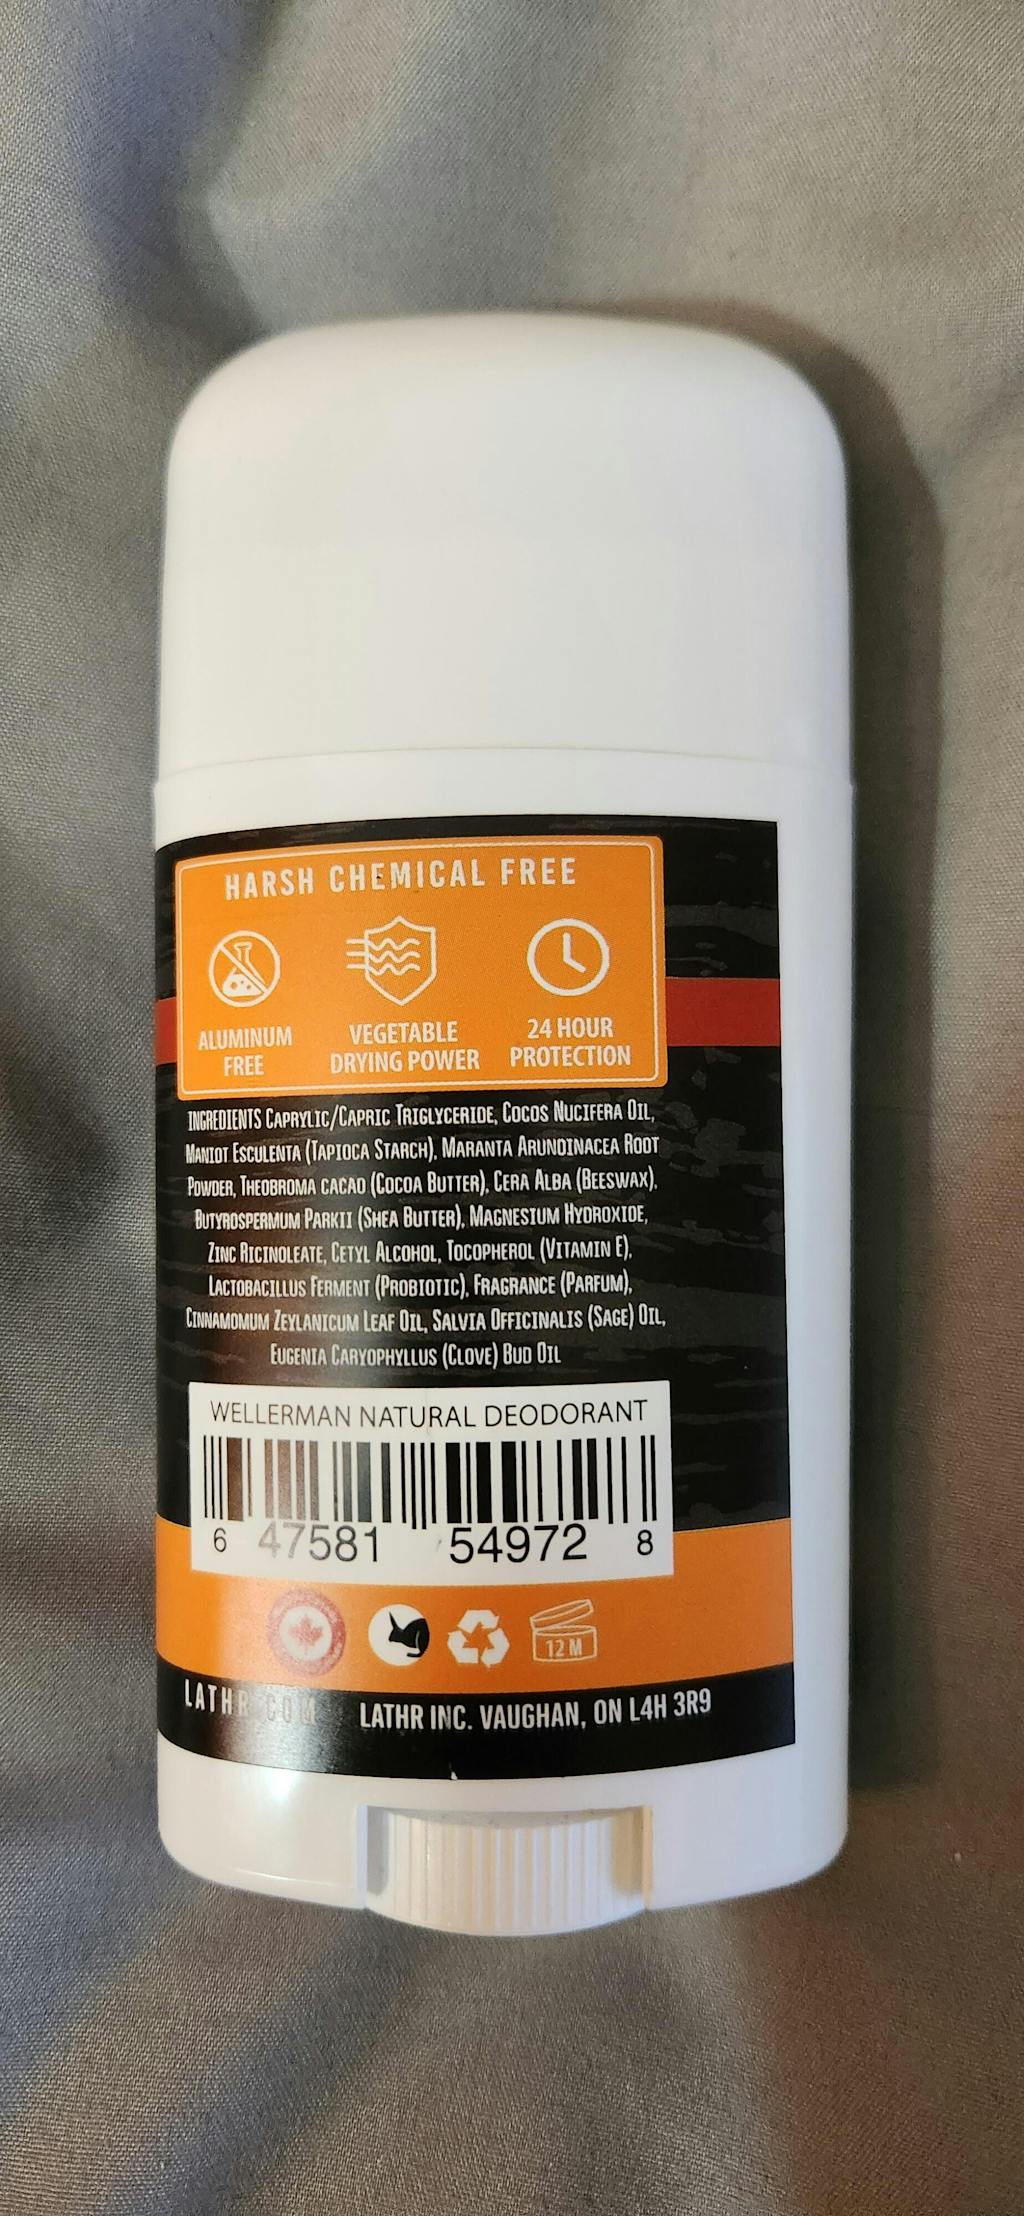 HARSH CHEMICAL FREE
ALUMINUM
FREE
VEGETABLE
DRYING POWER
24 HOUR
PROTECTION
INGREDIENTS CAPRYLIC/CAPRIC TRIGLYCERIDE, COCOS NUCIFERA OIL,
MANIOT ESCULENTA (TAPIOCA STARCH), MARANTA ARUNDINACEA ROOT
POWDER, THEOBROMA CACAO (COCOA BUTTER), CERA ALBA (BEESWAX),
BUTYROSPERMUM PARKII (SHEA BUTTER), MAGNESIUM HYDROXIDE,
ZINC RICINOLEATE, CETYL ALCOHOL, TOCOPHEROL (VITAMIN E),
LACTOBACILLUS FERMENT (PROBIOTIC), FRAGRANCE (PARFUM),
CINNAMOMUM ZEYLANICUM LEAF OIL, SALVIA OFFICINALIS (SAGE) OIL,
EUGENIA CARYOPHYLLUS (CLOVE) BUD OIL
WELLERMAN NATURAL DEODORANT
6 47581 54972 8
12 M
LATHR.COM LATHR INC. VAUGHAN, ON L4H 3R9